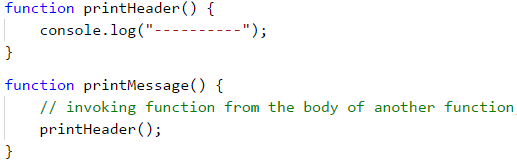 function printHeader() {
    console.log("----------");
}
function printMessage() {
    // invoking function from the body of another function
    printHeader();
}